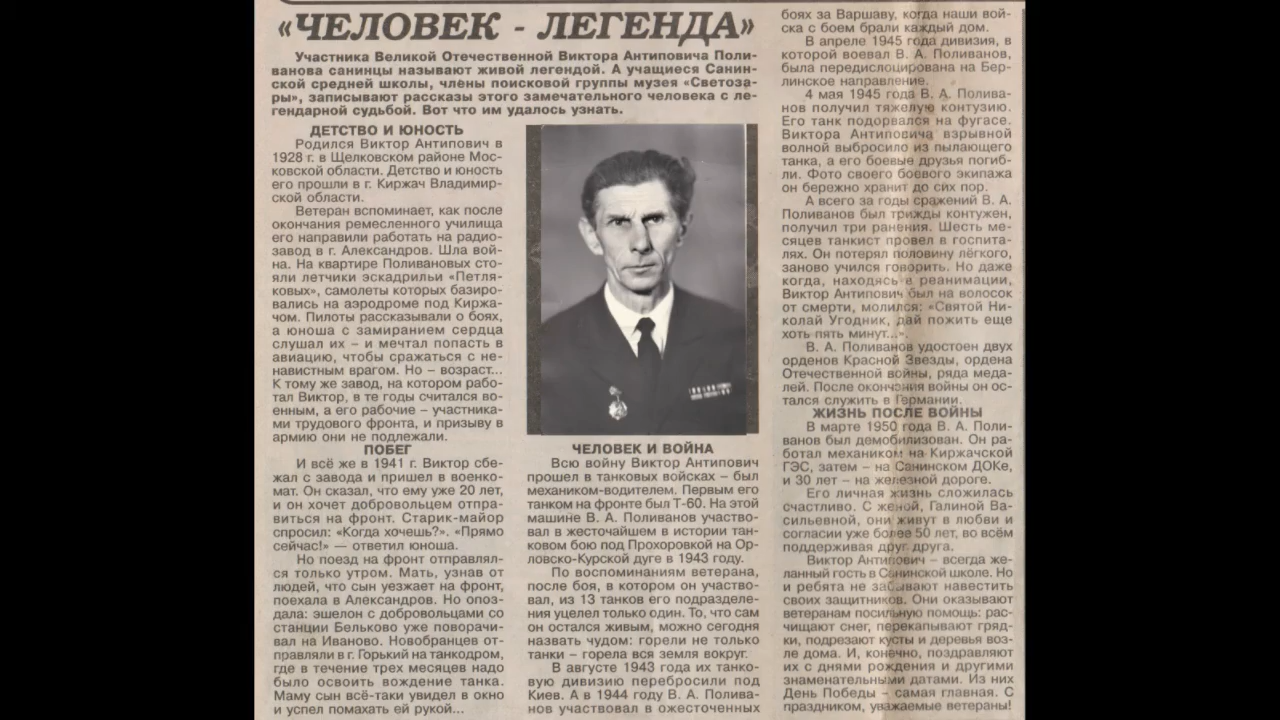 «ЧЕЛОВЕК - ЛЕГЕНДА»
Участника Великой Отечественной Виктора Антиповича Поли-
ванова санинцы называют живой легендой. А учащиеся Санин-
ской средней школы, члены поисковой группы музея «Светоза-
ры», записывают рассказы этого замечательного человека с ле-
гендарной судьбой. Вот что им удалось узнать.
ДЕТСТВО И ЮНОСТЬ
Родился Виктор Антипович в
1928 г. в Щелковском районе Мос-
ковской области. Детство и юность
его прошли в г. Киржач Владимир-
ской области.
Ветеран вспоминает, как после
окончания ремесленного училища
его направили работать на радио-
завод в г. Александров. Шла вой-
на. На квартире Поливановых сто-
яли летчики эскадрильи «Петля-
ковых», самолеты которых базиро-
вались на аэродроме под Киржа-
чом. Пилоты рассказывали о боях,
а юноша с замиранием сердца
слушал их – и мечтал попасть в
авиацию, чтобы сражаться с не-
навистным врагом. Но – возраст...
К тому же завод, на котором рабо-
тал Виктор, в те годы считался во-
енным, а его рабочие – участника-
ми трудового фронта, и призыву в
армию они не подлежали.
ПОБЕГ
И всё же в 1941 г. Виктор сбе-
жал с завода и пришел в военко-
мат. Он сказал, что ему уже 20 лет,
и он хочет добровольцем отпра-
виться на фронт. Старик-майор
спросил: «Когда хочешь?». «Прямо
сейчас!» — ответил юноша.
Но поезд на фронт отправлял-
ся только утром. Мать, узнав от
людей, что сын уезжает на фронт,
поехала в Александров. Но опоз-
дала: эшелон с добровольцами со
станции Бельково уже поворачи-
вал на Иваново. Новобранцев от-
правляли в г. Горький на танкодром,
где в течение трех месяцев надо
было освоить вождение танка.
Маму сын всё-таки увидел в окно
и успел помахать ей рукой...
ЧЕЛОВЕК И ВОЙНА
Всю войну Виктор Антипович
прошел в танковых войсках – был
механиком-водителем. Первым его
танком на фронте был Т-60. На этой
машине В. А. Поливанов участво-
вал в жесточайшем в истории тан-
ковом бою под Прохоровкой на Ор-
ловско-Курской дуге в 1943 году.
По воспоминаниям ветерана,
после боя, в котором он участво-
вал, из 13 танков его подразделе-
ния уцелел только один. То, что сам
он остался живым, можно сегодня
назвать чудом: горели не только
танки – горела вся земля вокруг.
В августе 1943 года их танко-
вую дивизию перебросили под
Киев. А в 1944 году В. А. Полива-
нов участвовал в ожесточенных
боях за Варшаву, когда наши вой-
ска с боем брали каждый дом.
В апреле 1945 года дивизия, в
которой воевал В. А. Поливанов,
была передислоцирована на Бер-
линское направление.
4 мая 1945 года В. А. Полива-
нов получил тяжелую контузию.
Его танк подорвался на фугасе.
Виктора Антиповича взрывной
волной выбросило из пылающего
танка, а его боевые друзья погиб-
ли. Фото своего боевого экипажа
он бережно хранит до сих пор.
А всего за годы сражений В. А.
Поливанов был трижды контужен,
получил три ранения. Шесть ме-
сяцев танкист провел в госпита-
лях. Он потерял половину лёгкого,
заново учился говорить. Но даже
когда, находясь в реанимации,
Виктор Антипович был на волосок
от смерти, молился: «Святой Ни-
колай Угодник, дай пожить еще
хоть пять минут...».
В. А. Поливанов удостоен двух
орденов Красной Звезды, ордена
Отечественной войны, ряда меда-
лей. После окончания войны он ос-
тался служить в Германии.
ЖИЗНЬ ПОСЛЕ ВОЙНЫ
В марте 1950 года В. А. Поли-
ванов был демобилизован. Он ра-
ботал механиком на Киржачской
ГЭС, затем – на Санинском ДОКе,
и 30 лет – на железной дороге.
Его личная жизнь сложилась
счастливо. С женой, Галиной Ва-
сильевной, они живут в любви и
согласии уже более 50 лет, во всём
поддерживая друг друга.
Виктор Антипович – всегда же-
ланный гость в Санинской школе. Но
и ребята не забывают навестить
своих защитников. Они оказывают
ветеранам посильную помощь: рас-
чищают снег, перекапывают гряд-
ки, подрезают кусты и деревья воз-
ле дома. И, конечно, поздравляют
их с днями рождения и другими
знаменательными датами. Из них
День Победы – самая главная. С
праздником, уважаемые ветераны!